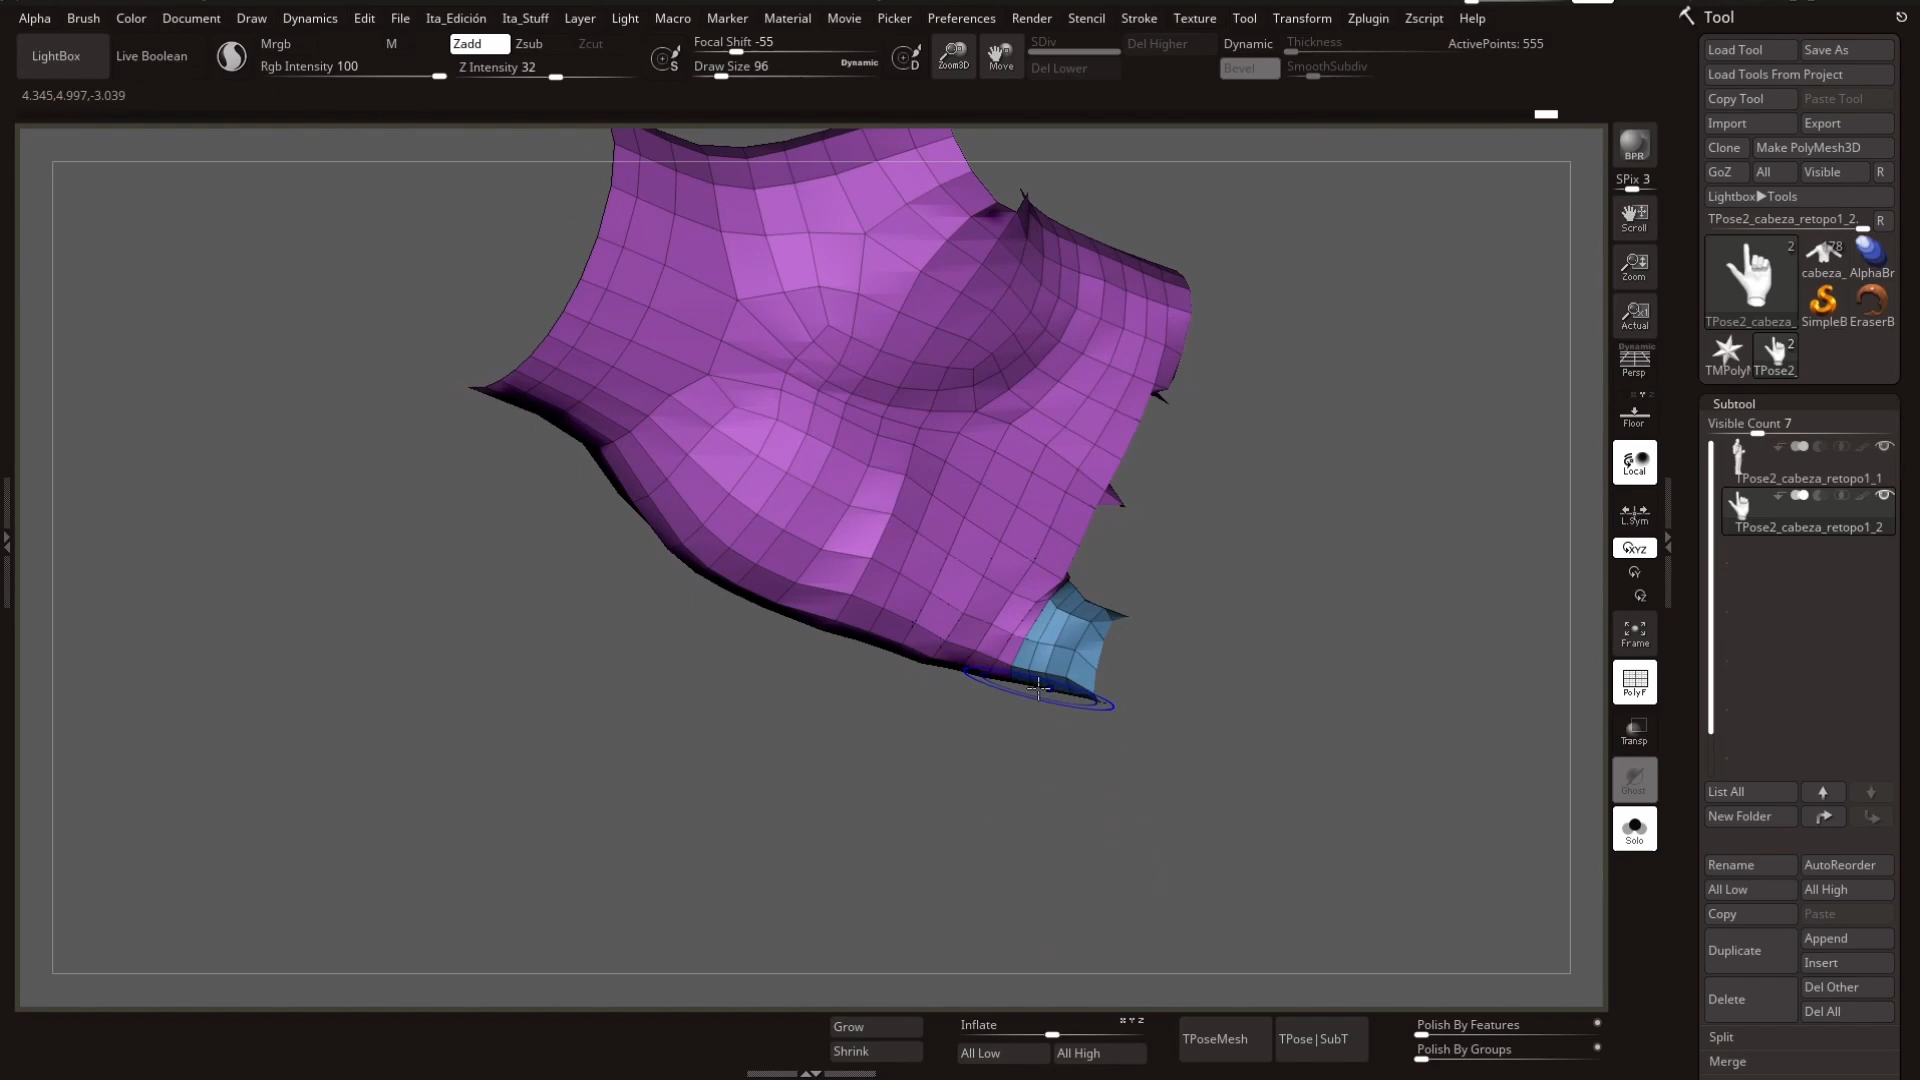 Alpha Brush Color Document Draw Dynamics Edit File Ita_Edición Ita_Stuff Layer Light Macro Marker Material Movie Picker Preferences Render Stencil Stroke Texture Tool Transform Zplugin Zscript Help
LightBox
Live Boolean
Mrgb
M
Rgb Intensity 100
Zadd Zsub Zcut
Z Intensity 32
S
Focal Shift -55
Draw Size 96
Dynamic
D
Zoom3D
Move
SDiv
Del Lower
Del Higher
Dynamic
Bevel
Thickness
SmoothSubdiv
ActivePoints: 555
4.345,4.997,-3.039
BPR
SPix 3
Scroll
Zoom
Actual
Dynamic
Persp
Floor
Local
L.Sym
XYZ
Y
Z
Frame
PolyF
Transp
Ghost
Solo
Tool
Load Tool Save As
Load Tools From Project
Copy Tool Paste Tool
Import Export
Clone Make PolyMesh3D
GoZ All Visible R
Lightbox▶Tools
TPose2_cabeza_retopo1_2. R
2
TPose2_cabeza_
cabeza_ AlphaBr
SimpleB EraserB
2
TPose2_
Subtool
Visible Count 7
TPose2_cabeza_retopo1_1
TPose2_cabeza_retopo1_2
List All
New Folder
Rename AutoReorder
All Low All High
Copy Paste
Duplicate Append
Insert
Delete Del Other
Del All
Split
Merge
Grow
Shrink
Inflate
X Y Z
All Low All High
TPoseMesh TPose|SubT
Polish By Features
Polish By Groups